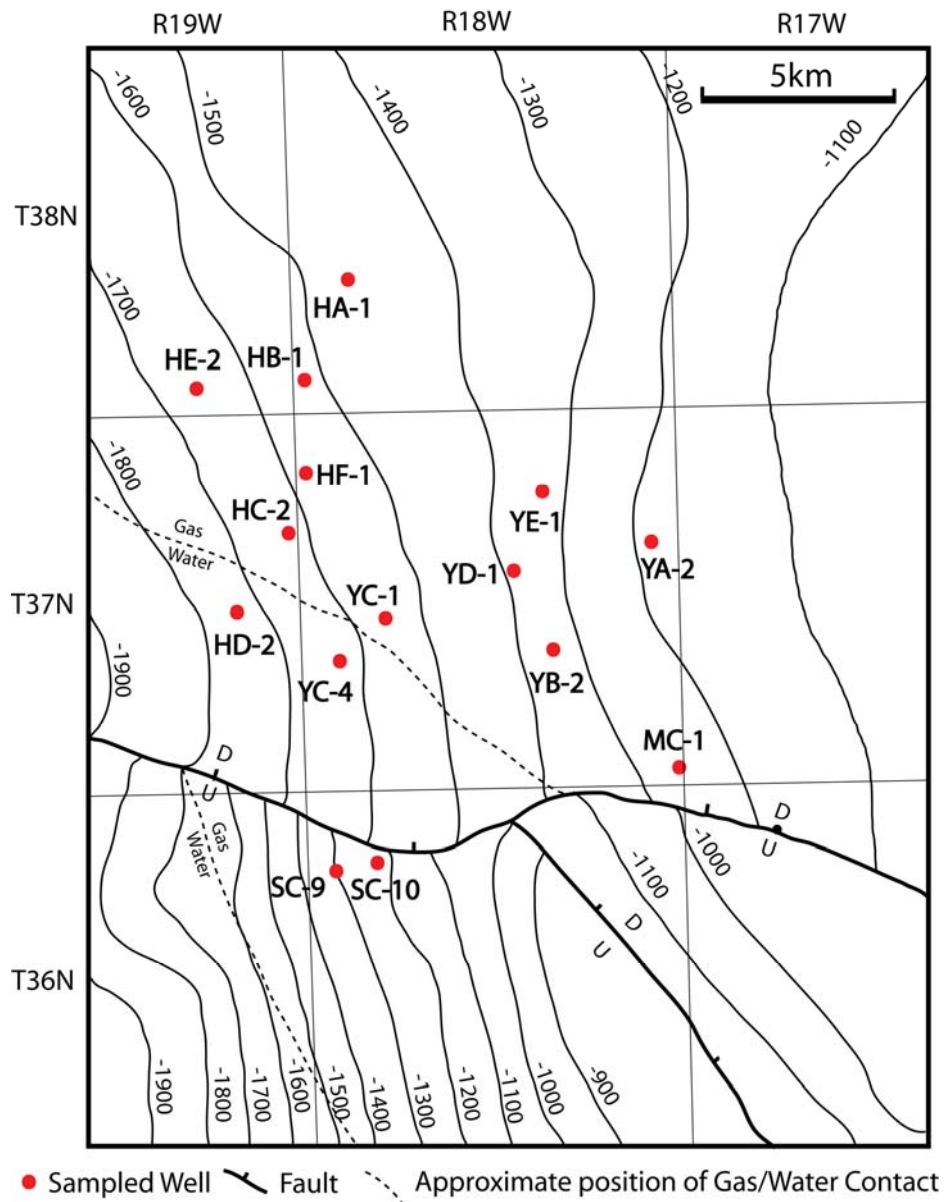 R19W R18W R17W
-1600
-1500
-1400
-1300
-1200
5km
-1100
T38N
-1700
HA-1
HE-2
HB-1
-1800
HF-1
HC-2
Gas
Water
YE-1
YD-1
YA-2
T37N
YC-1
HD-2
-1900
YC-4
YB-2
MC-1
D
U
D
U
Gas
Water
SC-9
SC-10
-1100
-1000
D
U
T36N
-1900
-1800
-1700
-1600
-1500
-1400
-1300
-1200
-1100
-1000
-900
Sampled Well Fault Approximate position of Gas/Water Contact